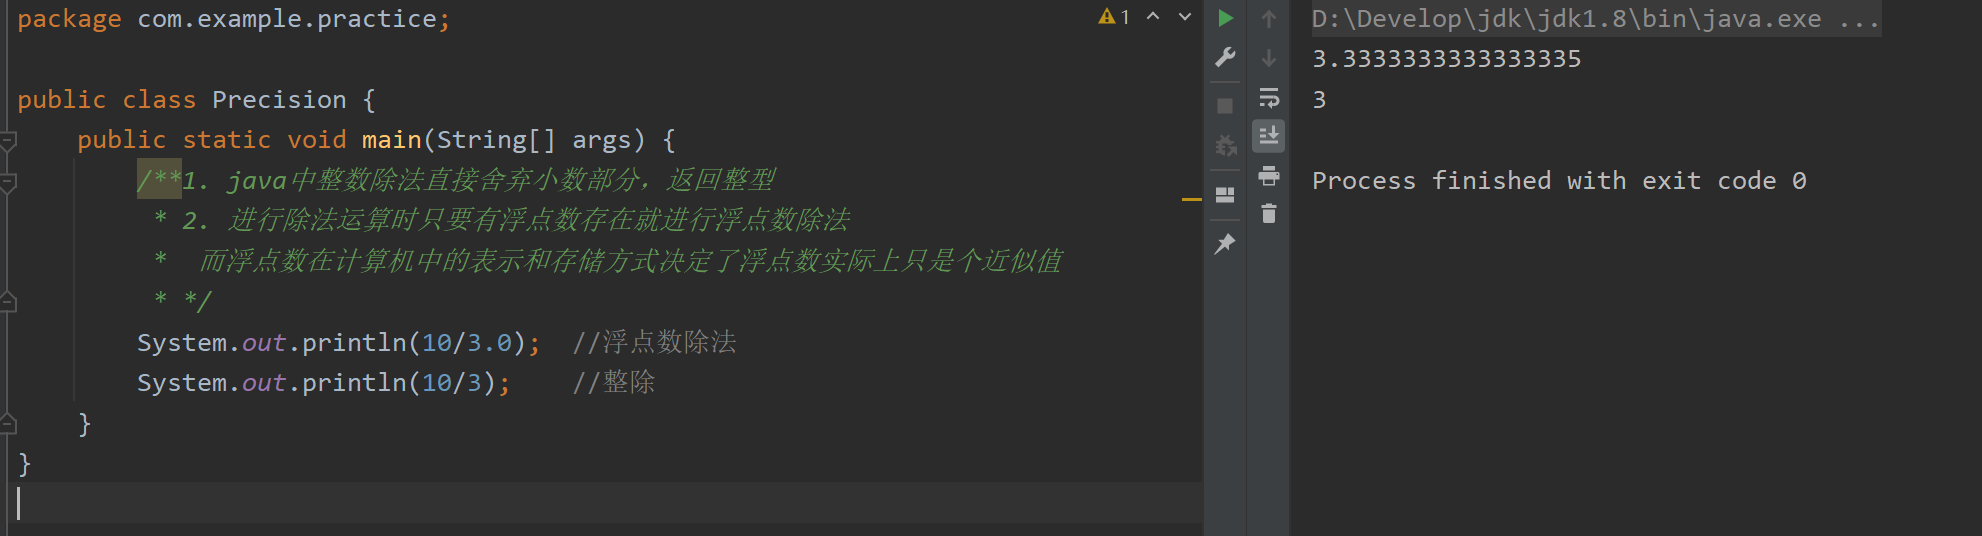 package com.example.practice;
1
public class Precision {
public static void main(String[] args) {
/**1. java中整数除法直接舍弃小数部分，返回整型
* 2. 进行除法运算时只要有浮点数存在就进行浮点数除法
* 而浮点数在计算机中的表示和存储方式决定了浮点数实际上只是个近似值
* */
System.out.println(10/3.0); //浮点数除法
System.out.println(10/3); //整除
}
}
D:\Develop\jdk\jdk1.8\bin\java.exe ...
3.3333333333333335
3
Process finished with exit code 0